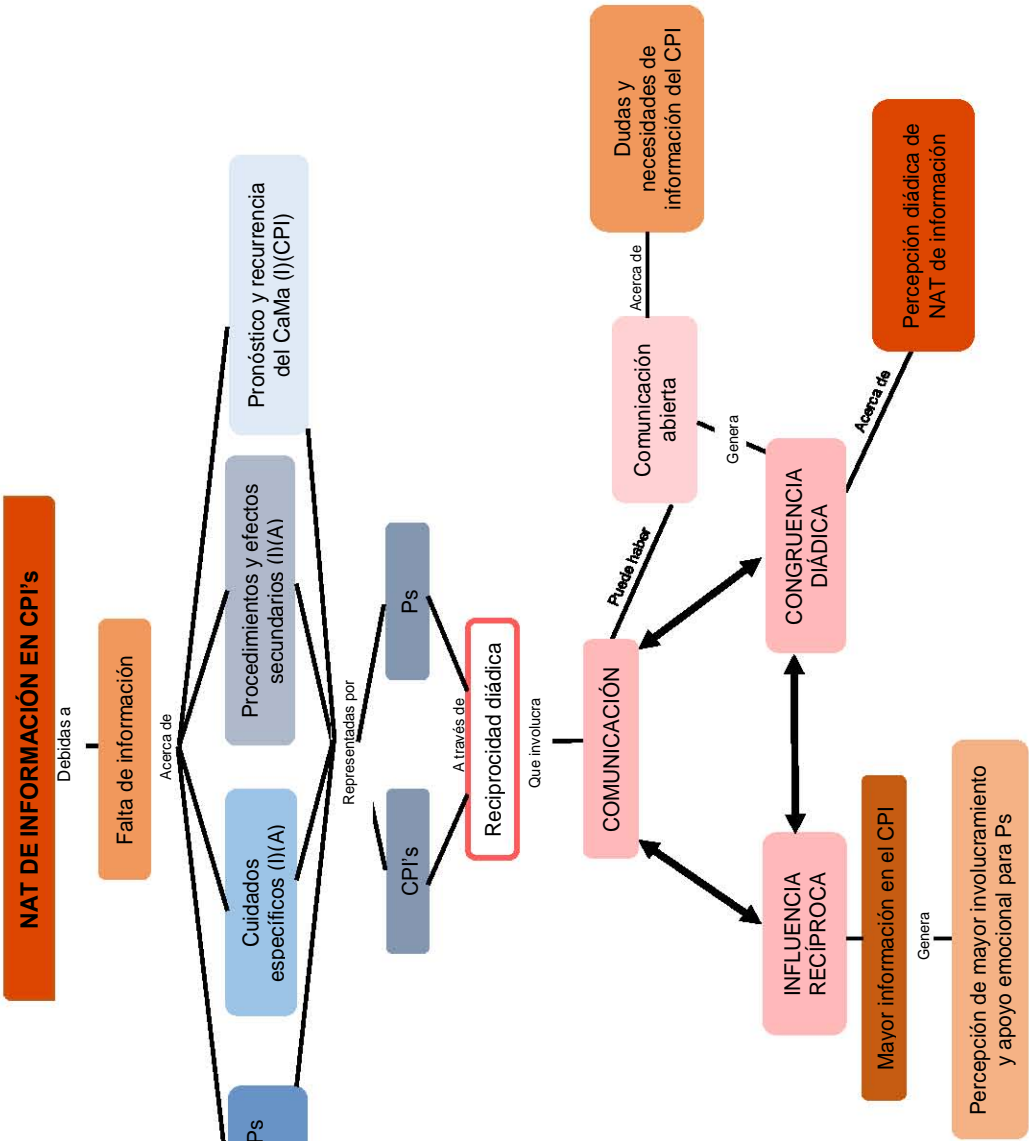 NAT DE INFORMACIÓN EN CPI's
Debidas a
Falta de información
Acerca de
Ps
Cuidados
específicos (I)(A)
Procedimientos y efectos
secundarios (I)(A)
Pronóstico y recurrencia
del CaMa (I)(CPI)
Representadas por
CPI's
Ps
A través de
Reciprocidad diádica
Que involucra
COMUNICACIÓN
Puede haber
Comunicación
abierta
Acerca de
Dudas y
necesidades de
información del CPI
Genera
INFLUENCIA
RECÍPROCA
CONGRUENCIA
DIÁDICA
Acerca de
Percepción diádica de
NAT de información
Mayor información en el CPI
Genera
Percepción de mayor involucramiento
y apoyo emocional para Ps